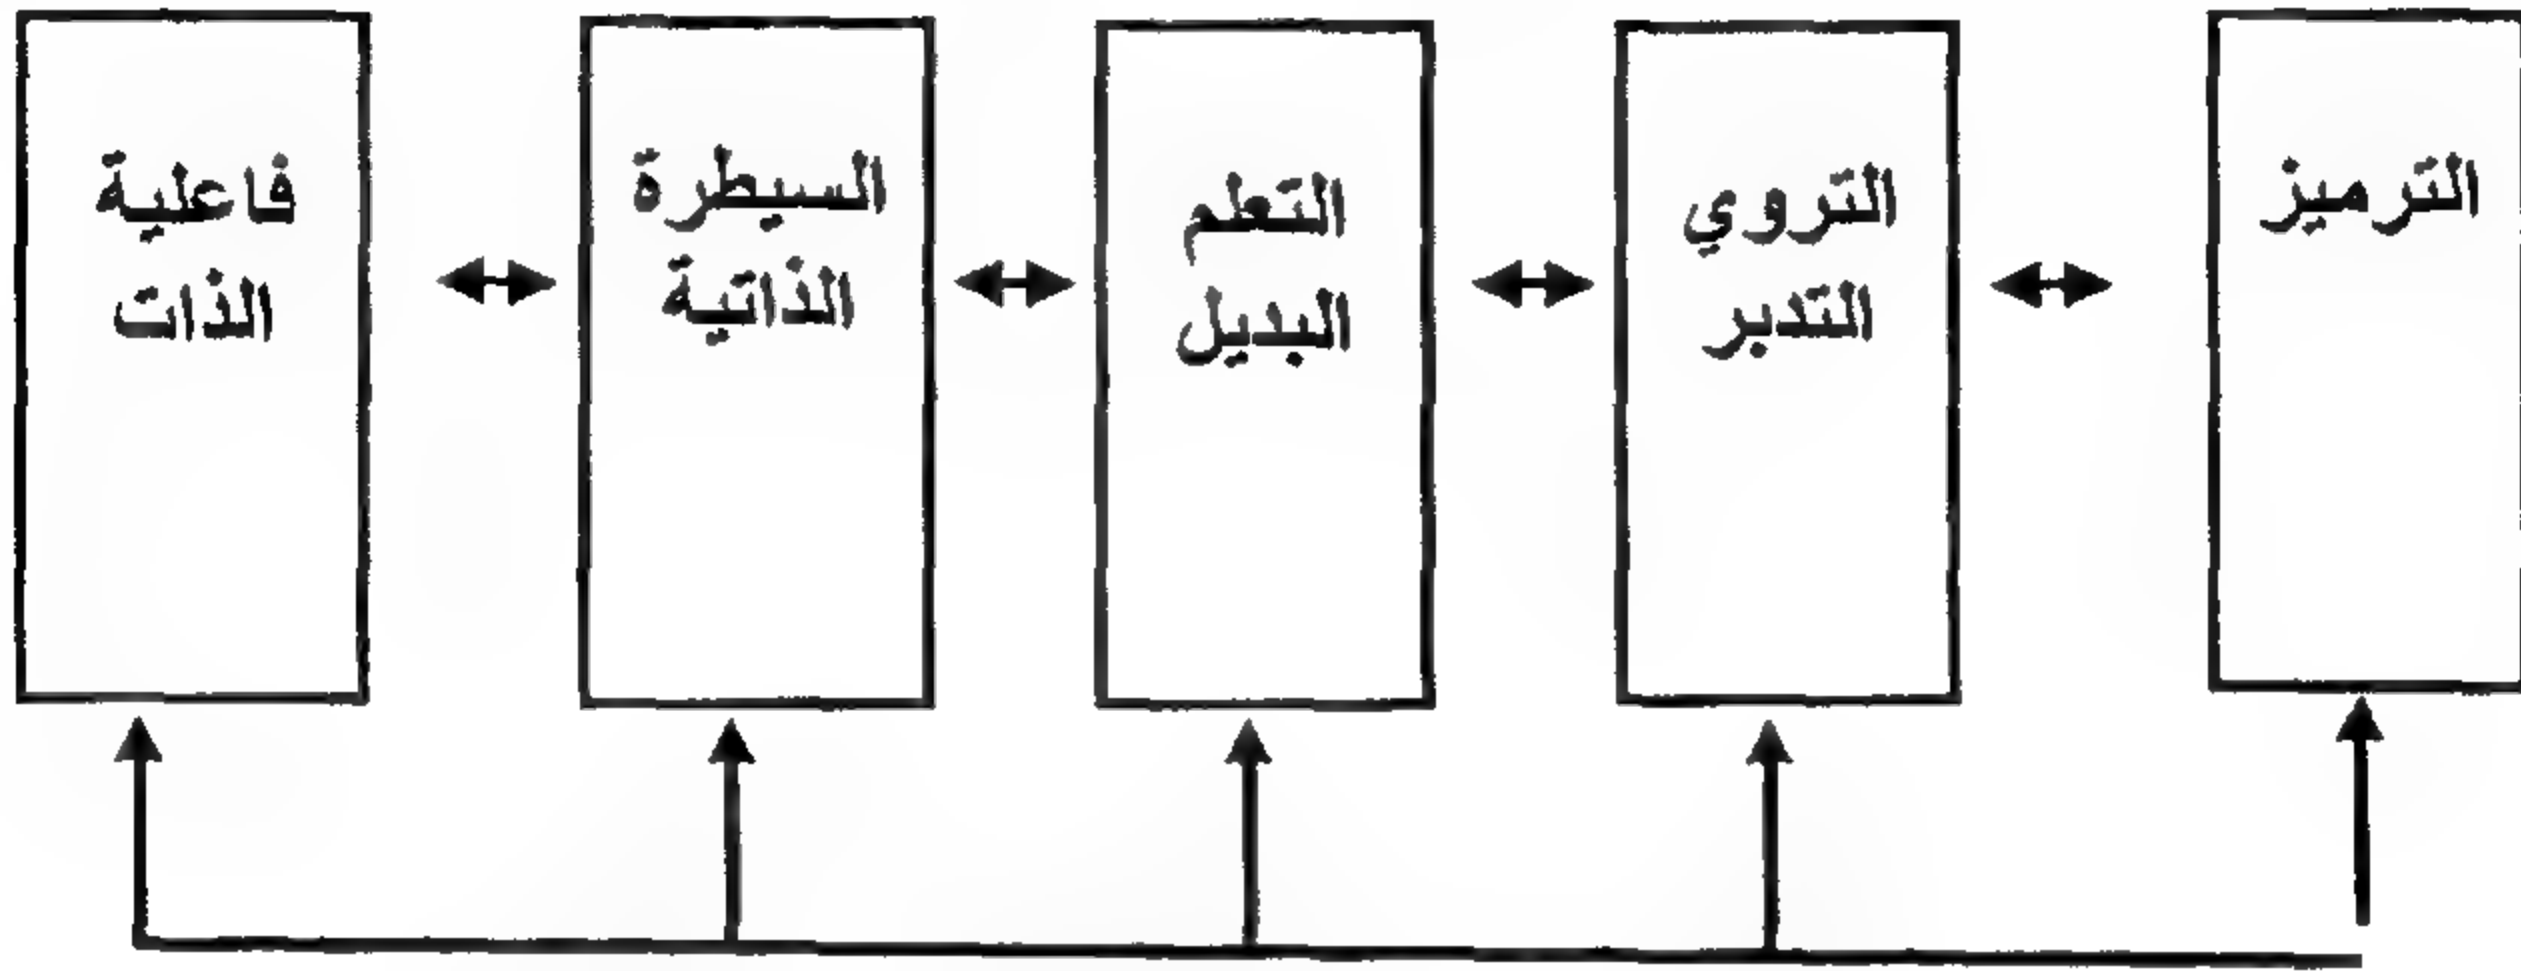 الترميز
التروي
التدبر
التعلم
البديل
السيطرة
الذاتية
فاعلية
الذات